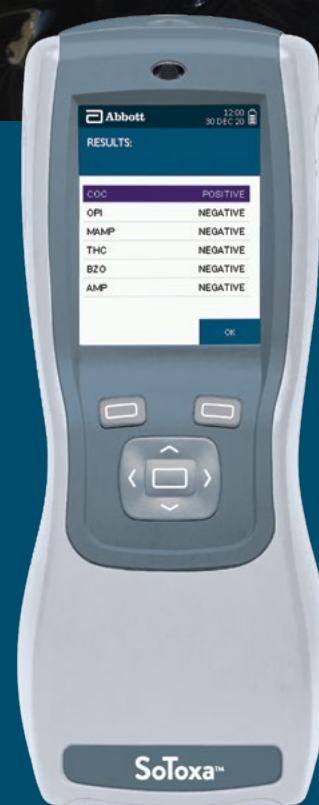 Abbott
12:00
30 DEC 20
RESULTS:
COC POSITIVE
OPI NEGATIVE
MAMP NEGATIVE
THC NEGATIVE
BZO NEGATIVE
AMP NEGATIVE
OK
SoToxa™